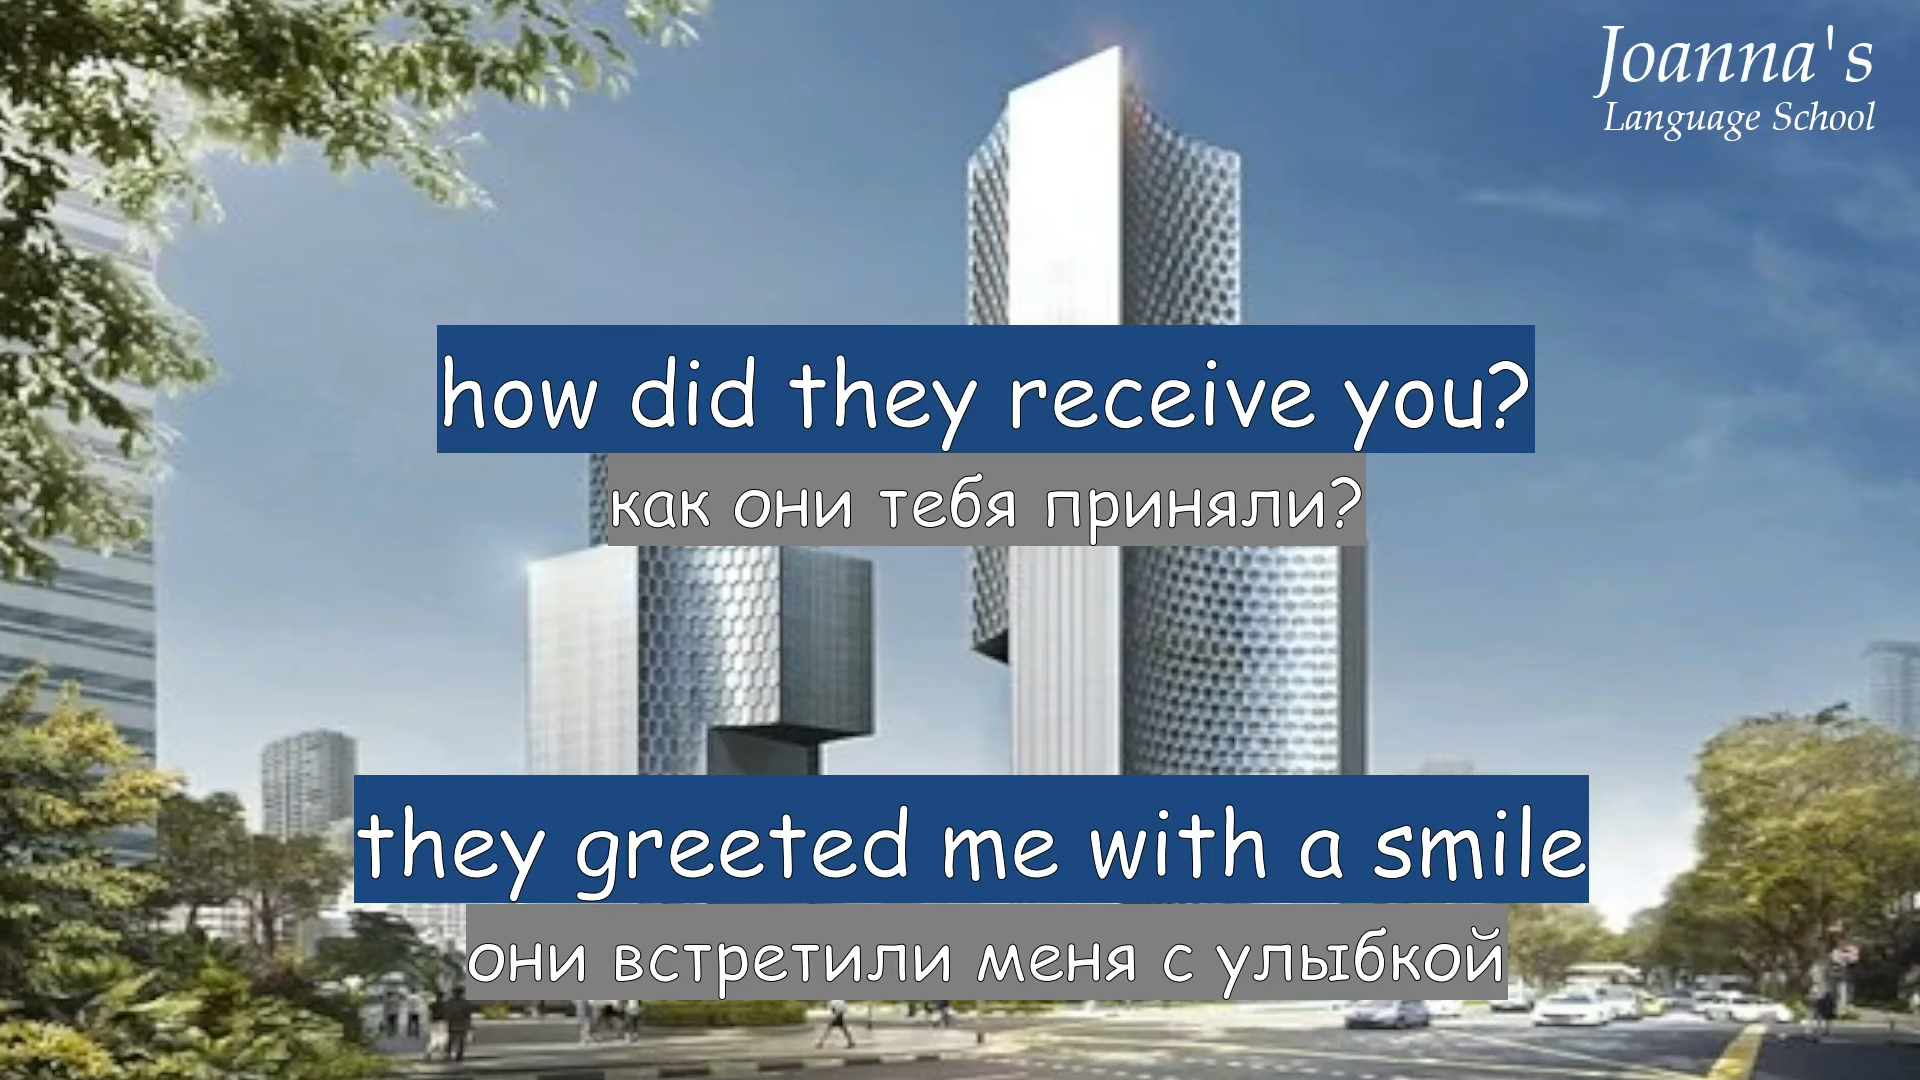 Joanna's
Language School
how did they receive you?
как они тебя приняли?
they greeted me with a smile
они встретили меня с улыбкой